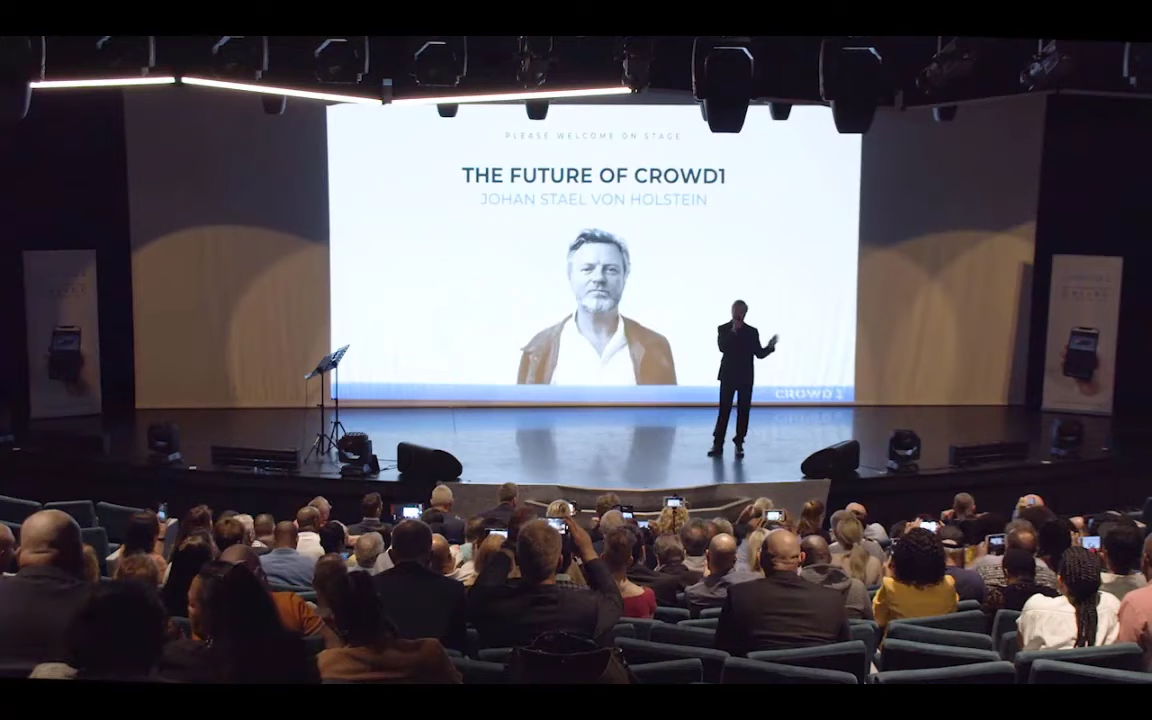 PLEASE WELCOME ON STAGE
THE FUTURE OF CROWD1
JOHAN STAEL VON HOLSTEIN
CROWD1